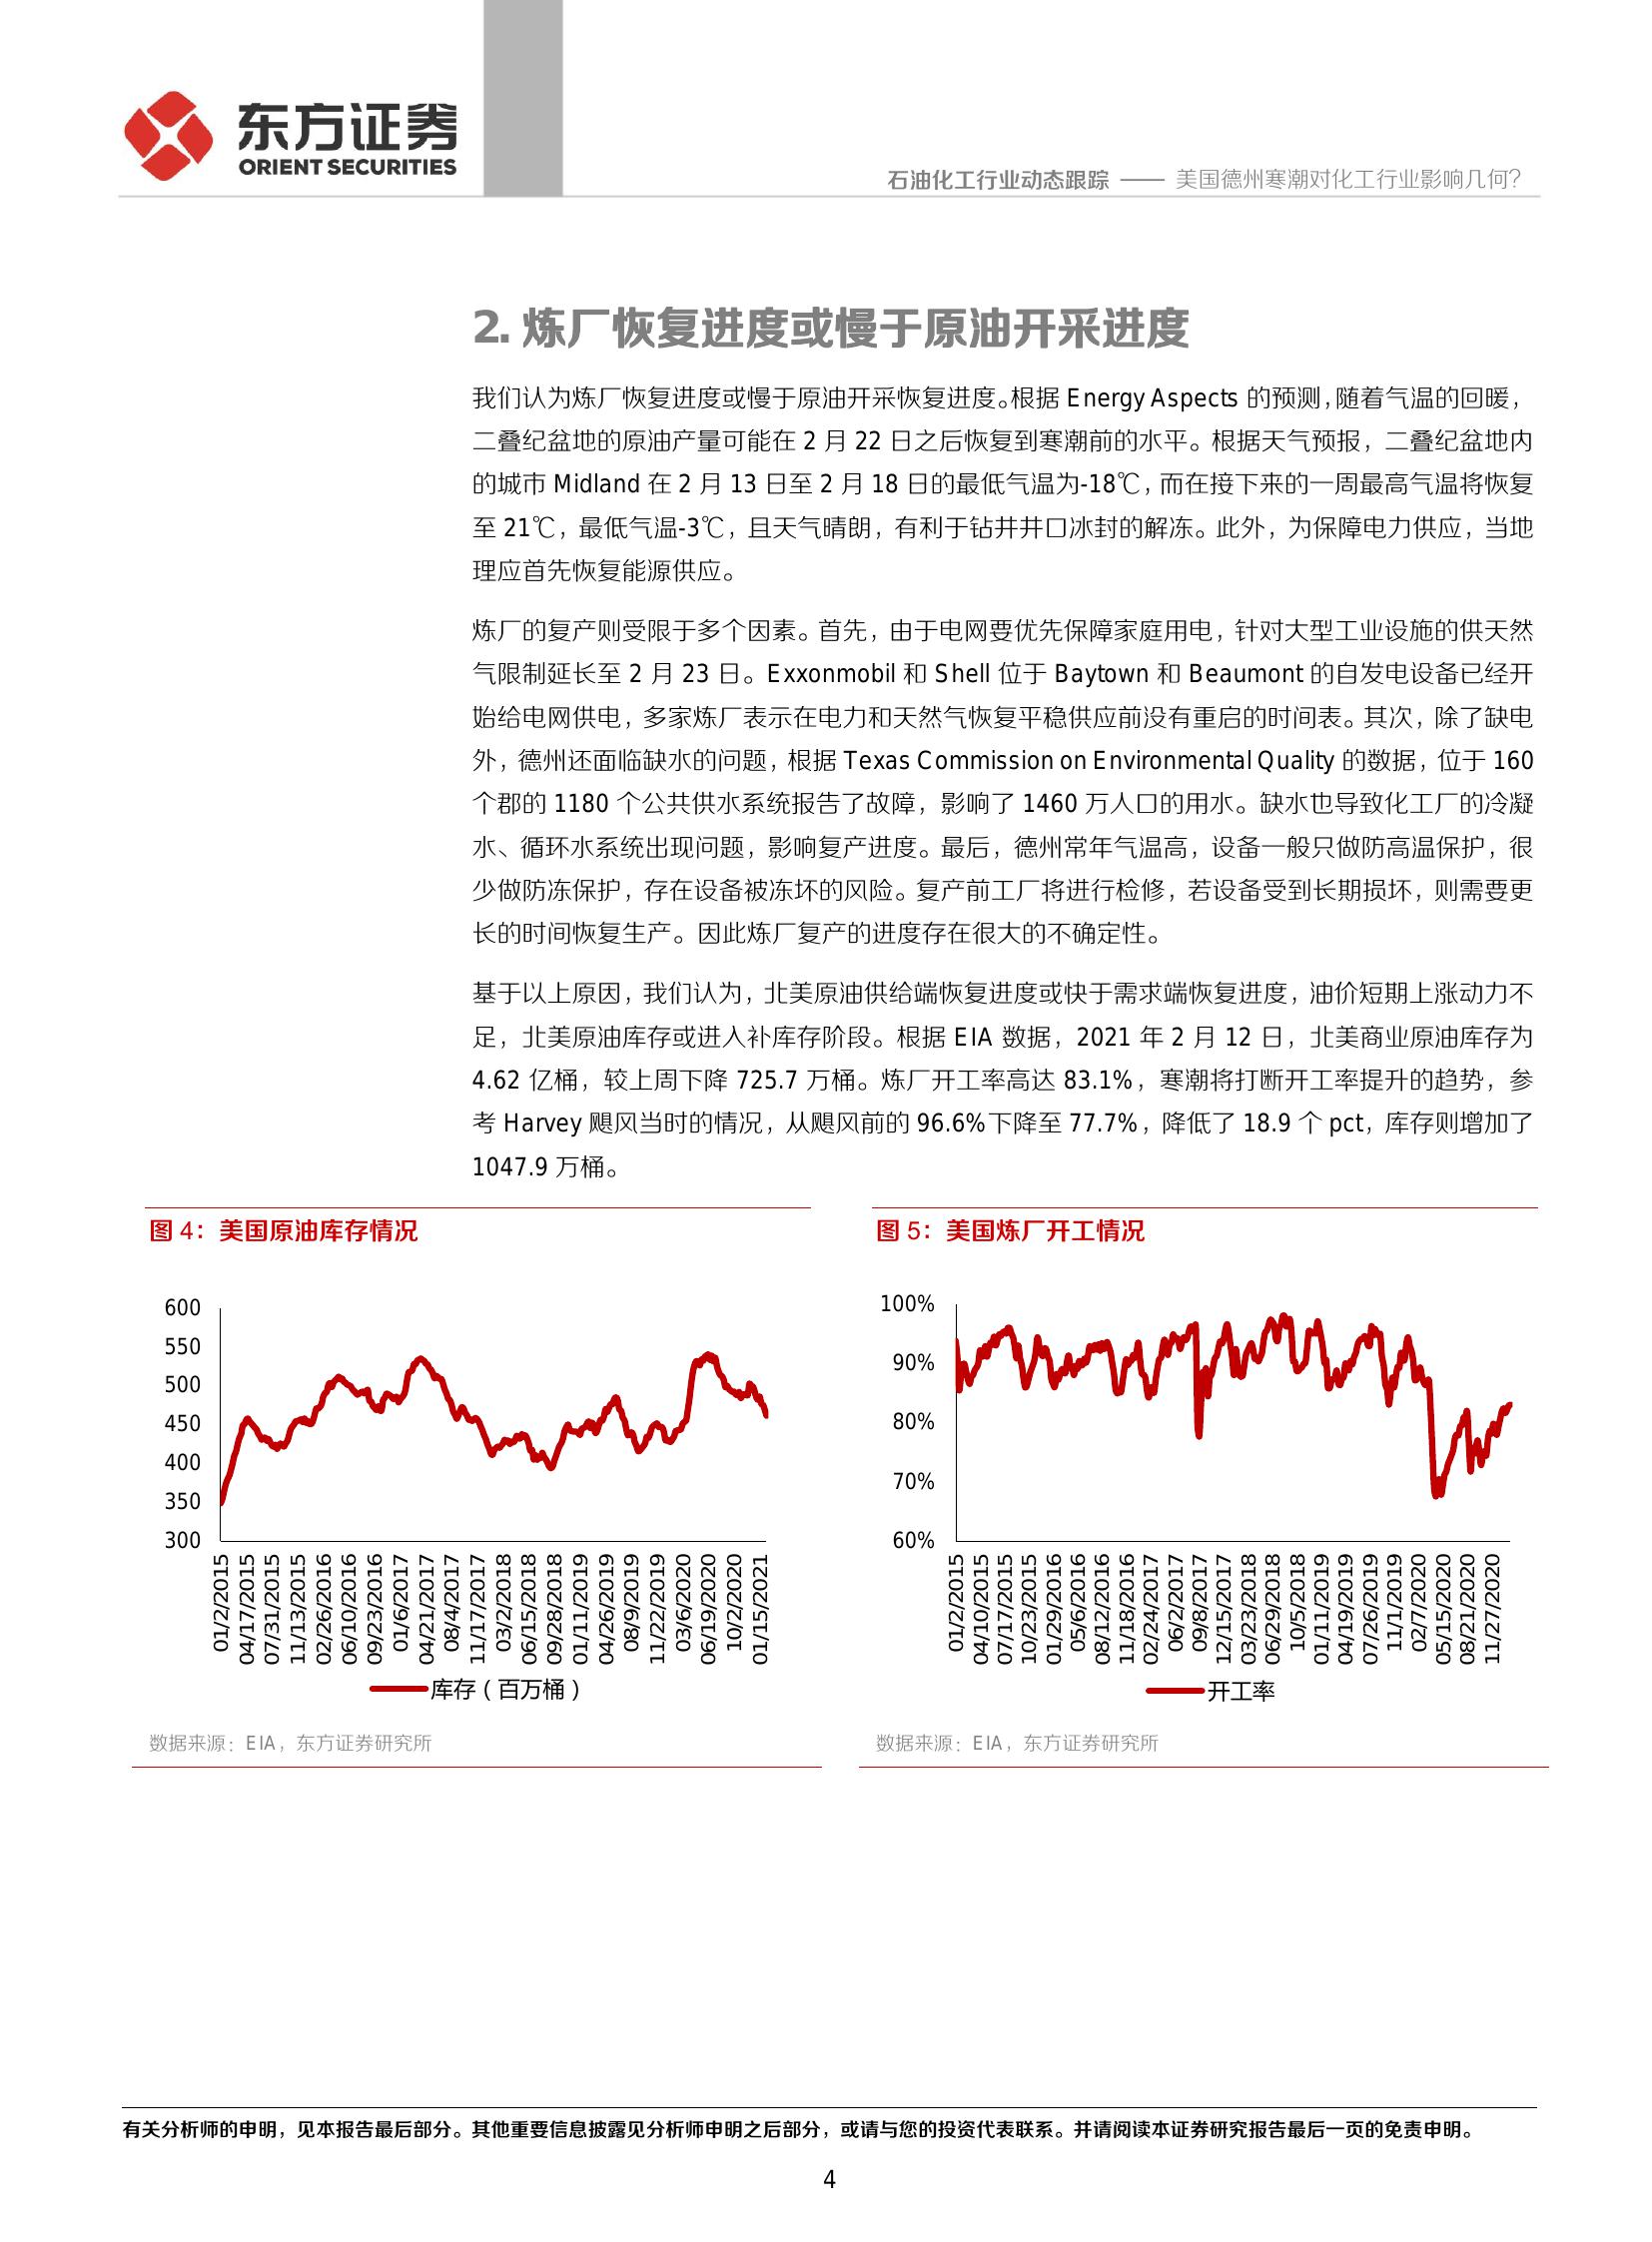 东方证券
ORIENT SECURITIES
石油化工行业动态跟踪 —— 美国德州寒潮对化工行业影响几何？
2. 炼厂恢复进度或慢于原油开采进度
我们认为炼厂恢复进度或慢于原油开采恢复进度。根据 Energy Aspects 的预测，随着气温的回暖，
二叠纪盆地的原油产量可能在 2 月 22 日之后恢复到寒潮前的水平。根据天气预报，二叠纪盆地内
的城市 Midland 在 2 月 13 日至 2 月 18 日的最低气温为-18℃，而在接下来的一周最高气温将恢复
至 21℃，最低气温-3℃，且天气晴朗，有利于钻井井口冰封的解冻。此外，为保障电力供应，当地
理应首先恢复能源供应。
炼厂的复产则受限于多个因素。首先，由于电网要优先保障家庭用电，针对大型工业设施的供天然
气限制延长至 2 月 23 日。Exxonmobil 和 Shell 位于 Baytown 和 Beaumont 的自发电设备已经开
始给电网供电，多家炼厂表示在电力和天然气恢复平稳供应前没有重启的时间表。其次，除了缺电
外，德州还面临缺水的问题，根据 Texas Commission on Environmental Quality 的数据，位于 160
个郡的 1180 个公共供水系统报告了故障，影响了 1460 万人口的用水。缺水也导致化工厂的冷凝
水、循环水系统出现问题，影响复产进度。最后，德州常年气温高，设备一般只做防高温保护，很
少做防冻保护，存在设备被冻坏的风险。复产前工厂将进行检修，若设备受到长期损坏，则需要更
长的时间恢复生产。因此炼厂复产的进度存在很大的不确定性。
基于以上原因，我们认为，北美原油供给端恢复进度或快于需求端恢复进度，油价短期上涨动力不
足，北美原油库存或进入补库存阶段。根据 EIA 数据，2021 年 2 月 12 日，北美商业原油库存为
4.62 亿桶，较上周下降 725.7 万桶。炼厂开工率高达 83.1%，寒潮将打断开工率提升的趋势，参
考 Harvey 飓风当时的情况，从飓风前的 96.6%下降至 77.7%，降低了 18.9 个 pct，库存则增加了
1047.9 万桶。
图 4：美国原油库存情况
600
550
500
450
400
350
300
01/2/2015
04/17/2015
07/31/2015
11/13/2015
02/26/2016
06/10/2016
09/23/2016
01/6/2017
04/21/2017
08/4/2017
11/17/2017
03/2/2018
06/15/2018
09/28/2018
01/11/2019
04/26/2019
08/9/2019
11/22/2019
03/6/2020
06/19/2020
10/2/2020
01/15/2021
库存（百万桶）
数据来源：EIA，东方证券研究所
图 5：美国炼厂开工情况
100%
90%
80%
70%
60%
01/2/2015
04/10/2015
07/17/2015
10/23/2015
01/29/2016
05/6/2016
08/12/2016
11/18/2016
02/24/2017
06/2/2017
09/8/2017
12/15/2017
03/23/2018
06/29/2018
10/5/2018
01/11/2019
04/19/2019
07/26/2019
11/1/2019
02/7/2020
05/15/2020
08/21/2020
11/27/2020
开工率
数据来源：EIA，东方证券研究所
有关分析师的申明，见本报告最后部分。其他重要信息披露见分析师申明之后部分，或请与您的投资代表联系。并请阅读本证券研究报告最后一页的免责申明。
4